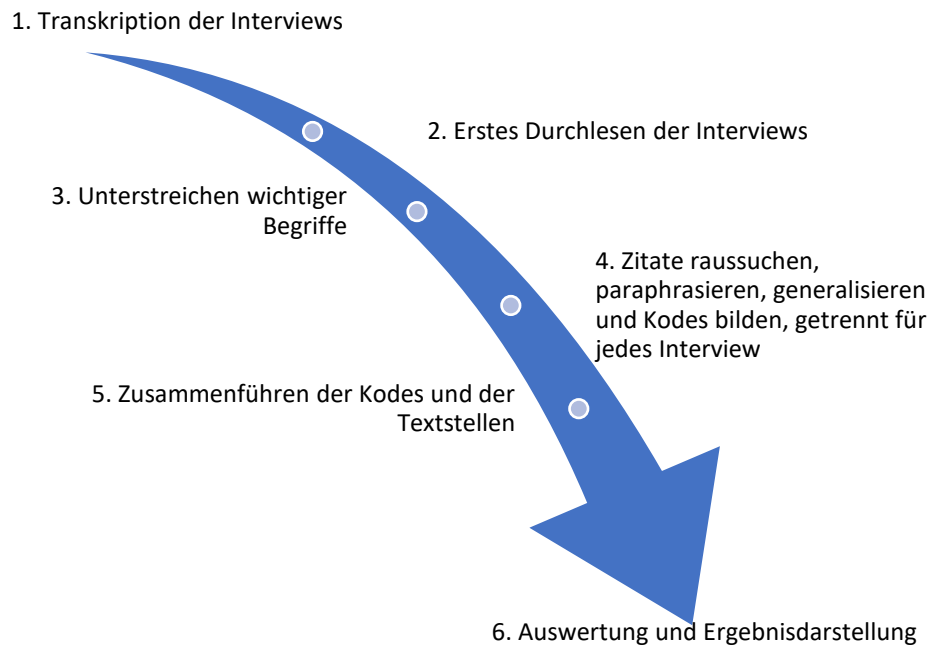 1. Transkription der Interviews
2. Erstes Durchlesen der Interviews
3. Unterstreichen wichtiger
Begriffe
4. Zitate raussuchen,
paraphrasieren, generalisieren
und Kodes bilden, getrennt für
jedes Interview
5. Zusammenführen der Kodes und der
Textstellen
6. Auswertung und Ergebnisdarstellung